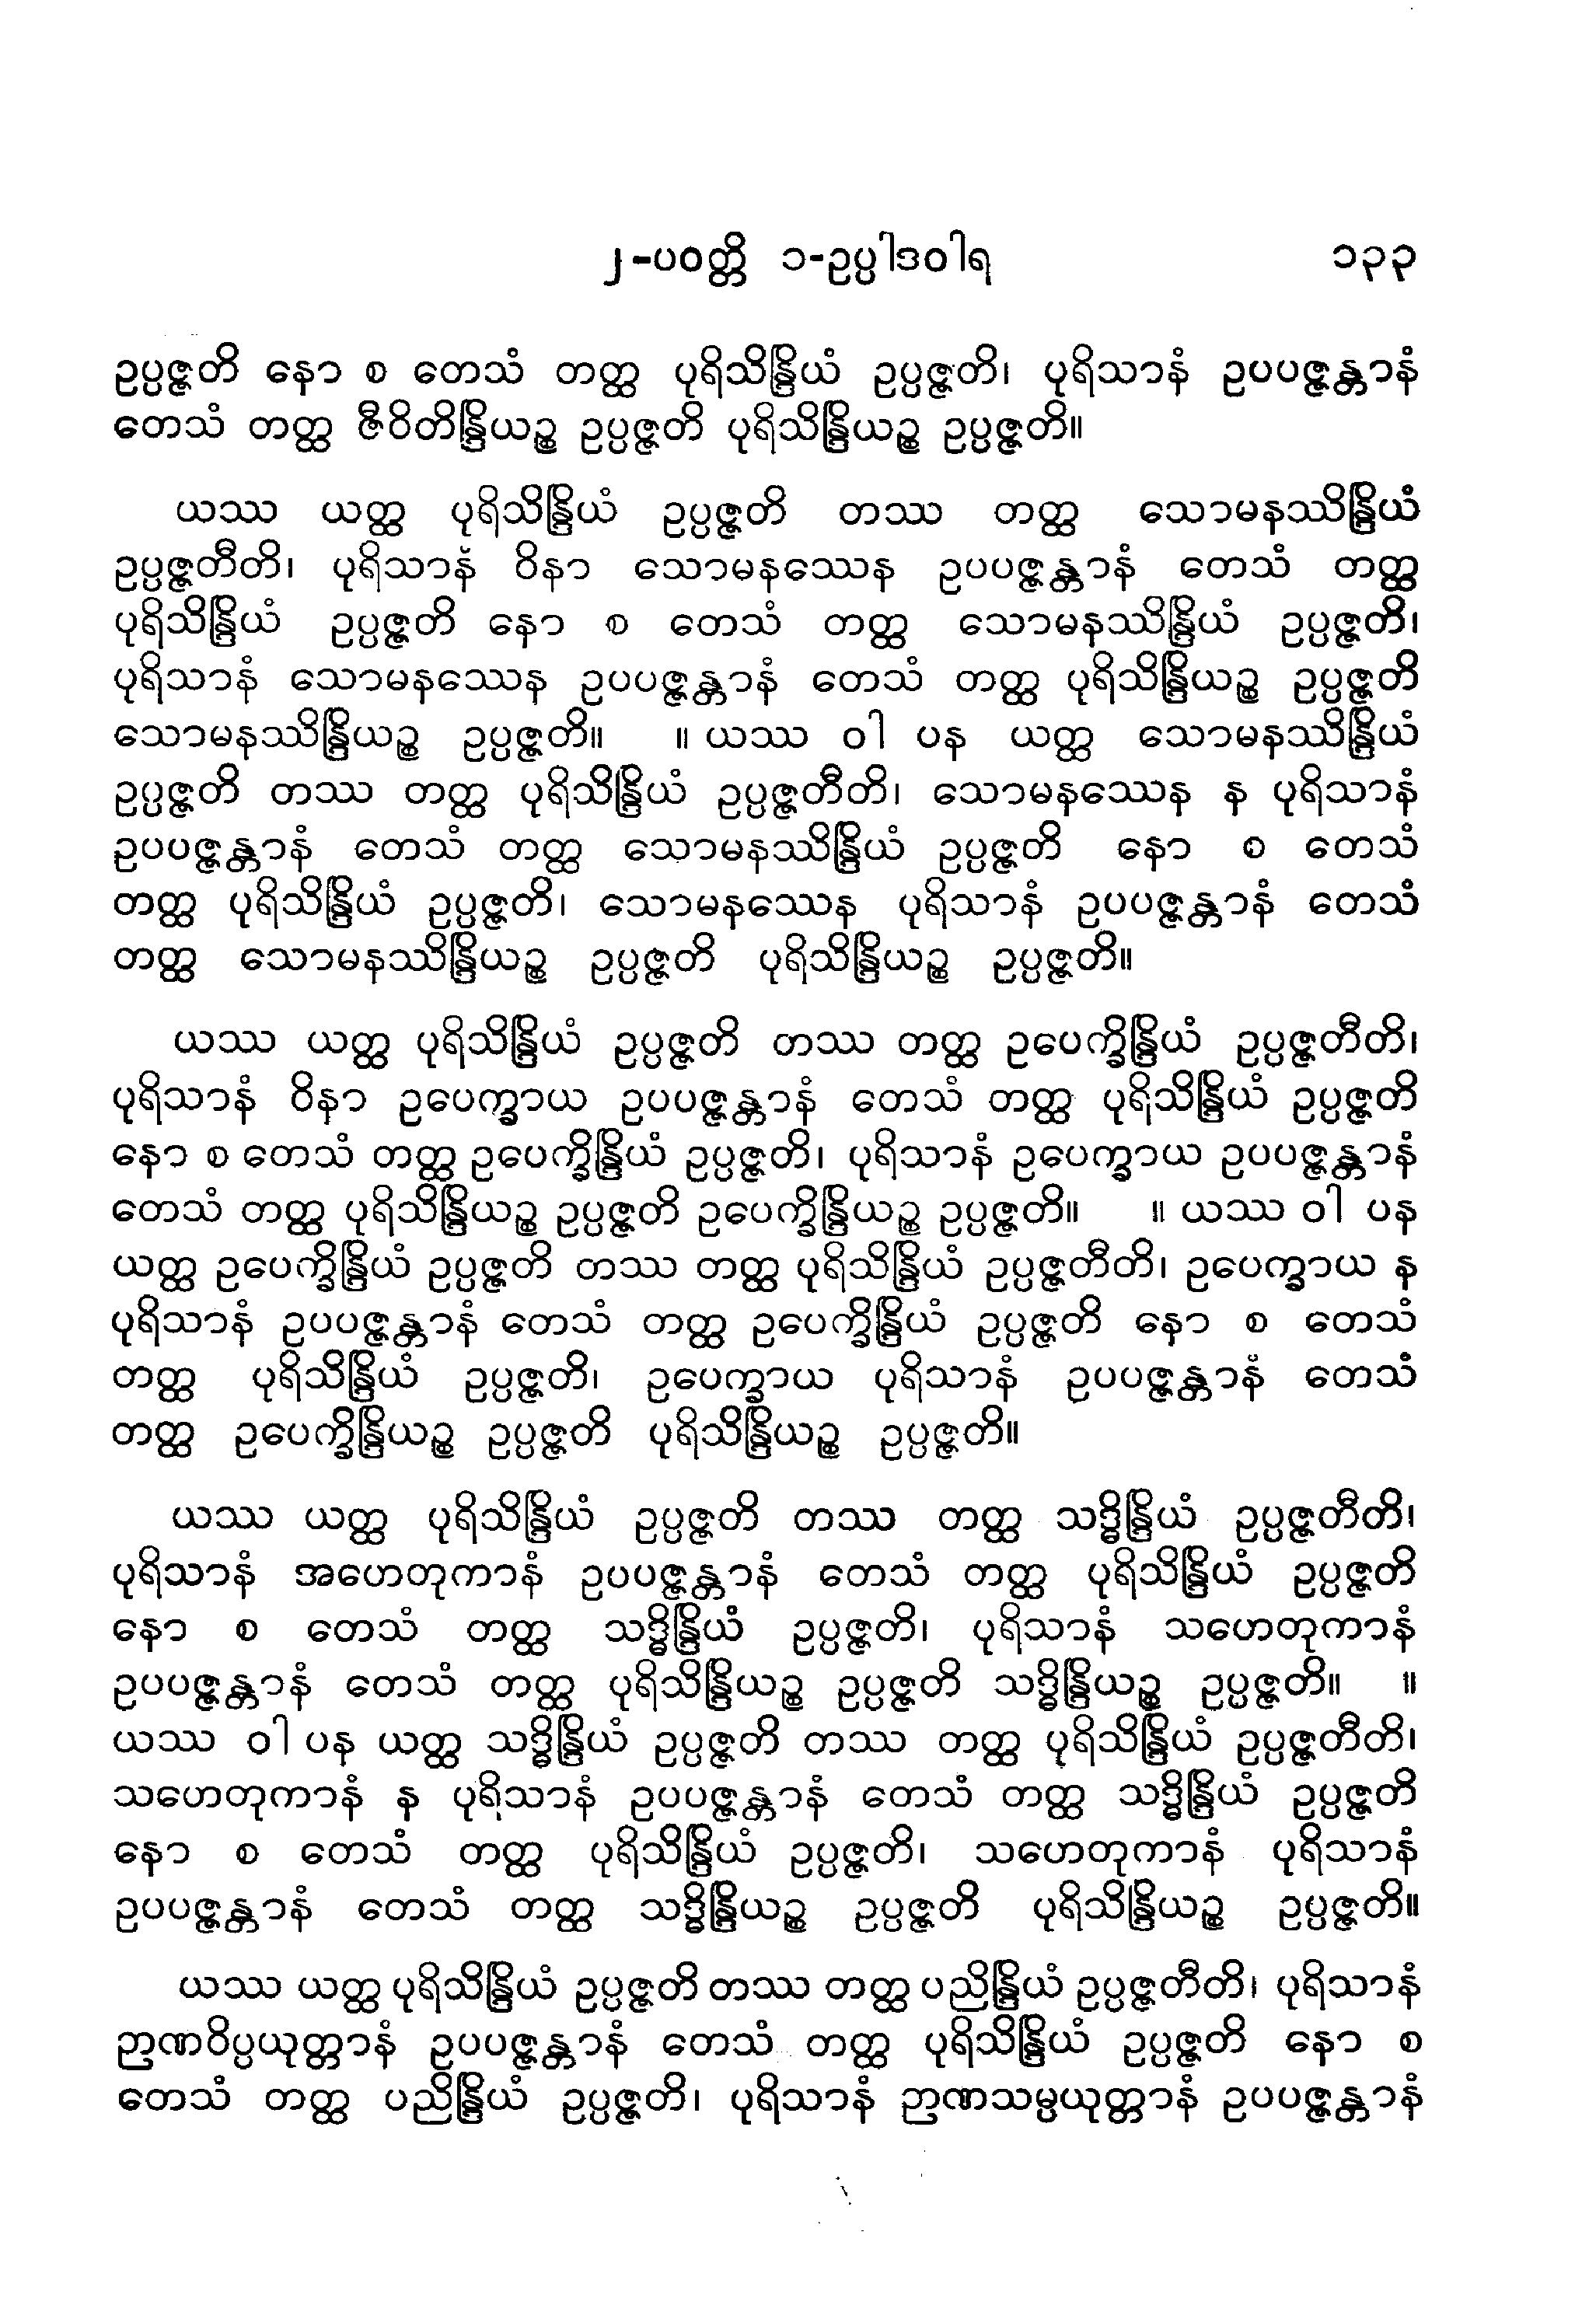 ၂-ပဝတ္တိ ၁-ဥပ္ပါဒဝါရ ၁၃၃
ဥပ္ပဇ္ဇတိ နော စ တေသံ တတ္ထ ပုရိသိန္ဒြိယံ ဥပ္ပဇ္ဇတိ၊ ပုရိသာနံ ဥပပဇ္ဇန္တာနံ
တေသံ တတ္ထ ဇီဝိတိန္ဒြိယဉ္စ ဥပ္ပဇ္ဇတိ ပုရိသိန္ဒြိယဉ္စ ဥပ္ပဇ္ဇတိ။
ယဿ ယတ္ထ ပုရိသိန္ဒြိယံ ဥပ္ပဇ္ဇတိ တဿ တတ္ထ သောမနဿိန္ဒြိယံ
ဥပ္ပဇ္ဇတီတိ၊ ပုရိသာနံ ဝိနာ သောမနဿေန ဥပပဇ္ဇန္တာနံ တေသံ တတ္ထ
ပုရိသိန္ဒြိယံ ဥပ္ပဇ္ဇတိ နော စ တေသံ တတ္ထ သောမနဿိန္ဒြိယံ ဥပ္ပဇ္ဇတိ၊
ပုရိသာနံ သောမနဿေန ဥပပဇ္ဇန္တာနံ တေသံ တတ္ထ ပုရိသိန္ဒြိယဉ္စ ဥပ္ပဇ္ဇတိ
သောမနဿိန္ဒြိယဉ္စ ဥပ္ပဇ္ဇတိ။ ။ ယဿ ဝါ ပန ယတ္ထ သောမနဿိန္ဒြိယံ
ဥပ္ပဇ္ဇတိ တဿ တတ္ထ ပုရိသိန္ဒြိယံ ဥပ္ပဇ္ဇတီတိ၊ သောမနဿေန န ပုရိသာနံ
ဥပပဇ္ဇန္တာနံ တေသံ တတ္ထ သောမနဿိန္ဒြိယံ ဥပ္ပဇ္ဇတိ နော စ တေသံ
တတ္ထ ပုရိသိန္ဒြိယံ ဥပ္ပဇ္ဇတိ၊ သောမနဿေန ပုရိသာနံ ဥပပဇ္ဇန္တာနံ တေသံ
တတ္ထ သောမနဿိန္ဒြိယဉ္စ ဥပ္ပဇ္ဇတိ ပုရိသိန္ဒြိယဉ္စ ဥပ္ပဇ္ဇတိ။
ယဿ ယတ္ထ ပုရိသိန္ဒြိယံ ဥပ္ပဇ္ဇတိ တဿ တတ္ထ ဥပေက္ခိန္ဒြိယံ ဥပ္ပဇ္ဇတီတိ၊
ပုရိသာနံ ဝိနာ ဥပေက္ခာယ ဥပပဇ္ဇန္တာနံ တေသံ တတ္ထ ပုရိသိန္ဒြိယံ ဥပ္ပဇ္ဇတိ
နော စ တေသံ တတ္ထ ဥပေက္ခိန္ဒြိယံ ဥပ္ပဇ္ဇတိ၊ ပုရိသာနံ ဥပေက္ခာယ ဥပပဇ္ဇန္တာနံ
တေသံ တတ္ထ ပုရိသိန္ဒြိယဉ္စ ဥပ္ပဇ္ဇတိ ဥပေက္ခိန္ဒြိယဉ္စ ဥပ္ပဇ္ဇတိ။ ။ ယဿ ဝါ ပန
ယတ္ထ ဥပေက္ခိန္ဒြိယံ ဥပ္ပဇ္ဇတိ တဿ တတ္ထ ပုရိသိန္ဒြိယံ ဥပ္ပဇ္ဇတီတိ၊ ဥပေက္ခာယ န
ပုရိသာနံ ဥပပဇ္ဇန္တာနံ တေသံ တတ္ထ ဥပေက္ခိန္ဒြိယံ ဥပ္ပဇ္ဇတိ နော စ တေသံ
တတ္ထ ပုရိသိန္ဒြိယံ ဥပ္ပဇ္ဇတိ၊ ဥပေက္ခာယ ပုရိသာနံ ဥပပဇ္ဇန္တာနံ တေသံ
တတ္ထ ဥပေက္ခိန္ဒြိယဉ္စ ဥပ္ပဇ္ဇတိ ပုရိသိန္ဒြိယဉ္စ ဥပ္ပဇ္ဇတိ။
ယဿ ယတ္ထ ပုရိသိန္ဒြိယံ ဥပ္ပဇ္ဇတိ တဿ တတ္ထ သဒ္ဓိန္ဒြိယံ ဥပ္ပဇ္ဇတီတိ၊
ပုရိသာနံ အဟေတုကာနံ ဥပပဇ္ဇန္တာနံ တေသံ တတ္ထ ပုရိသိန္ဒြိယံ ဥပ္ပဇ္ဇတိ
နော စ တေသံ တတ္ထ သဒ္ဓိန္ဒြိယံ ဥပ္ပဇ္ဇတိ၊ ပုရိသာနံ သဟေတုကာနံ
ဥပပဇ္ဇန္တာနံ တေသံ တတ္ထ ပုရိသိန္ဒြိယဉ္စ ဥပ္ပဇ္ဇတိ သဒ္ဓိန္ဒြိယဉ္စ ဥပ္ပဇ္ဇတိ။ ။
ယဿ ဝါ ပန ယတ္ထ သဒ္ဓိန္ဒြိယံ ဥပ္ပဇ္ဇတိ တဿ တတ္ထ ပုရိသိန္ဒြိယံ ဥပ္ပဇ္ဇတီတိ၊
သဟေတုကာနံ န ပုရိသာနံ ဥပပဇ္ဇန္တာနံ တေသံ တတ္ထ သဒ္ဓိန္ဒြိယံ ဥပ္ပဇ္ဇတိ
နော စ တေသံ တတ္ထ ပုရိသိန္ဒြိယံ ဥပ္ပဇ္ဇတိ၊ သဟေတုကာနံ ပုရိသာနံ
ဥပပဇ္ဇန္တာနံ တေသံ တတ္ထ သဒ္ဓိန္ဒြိယဉ္စ ဥပ္ပဇ္ဇတိ ပုရိသိန္ဒြိယဉ္စ ဥပ္ပဇ္ဇတိ။
ယဿ ယတ္ထ ပုရိသိန္ဒြိယံ ဥပ္ပဇ္ဇတိ တဿ တတ္ထ ပညိန္ဒြိယံ ဥပ္ပဇ္ဇတီတိ၊ ပုရိသာနံ
ဉာဏဝိပ္ပယုတ္တာနံ ဥပပဇ္ဇန္တာနံ တေသံ တတ္ထ ပုရိသိန္ဒြိယံ ဥပ္ပဇ္ဇတိ နော စ
တေသံ တတ္ထ ပညိန္ဒြိယံ ဥပ္ပဇ္ဇတိ၊ ပုရိသာနံ ဉာဏသမ္ပယုတ္တာနံ ဥပပဇ္ဇန္တာနံ